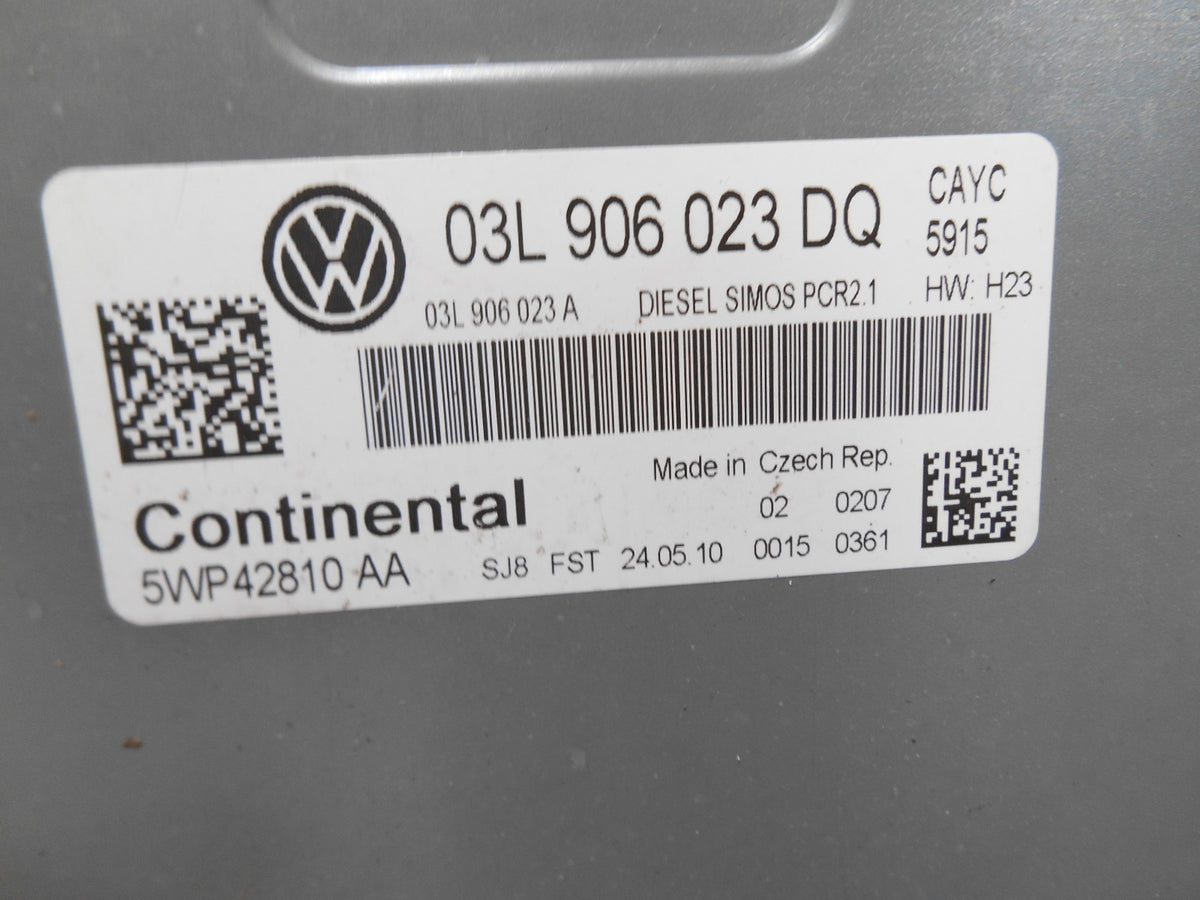 03L 906 023 DQ
CAYC
5915
03L 906 023 A DIESEL SIMOS PCR2.1 HW: H23
Made in Czech Rep.
02 0207
Continental
5WP42810 AA SJ8 FST 24.05.10 0015 0361